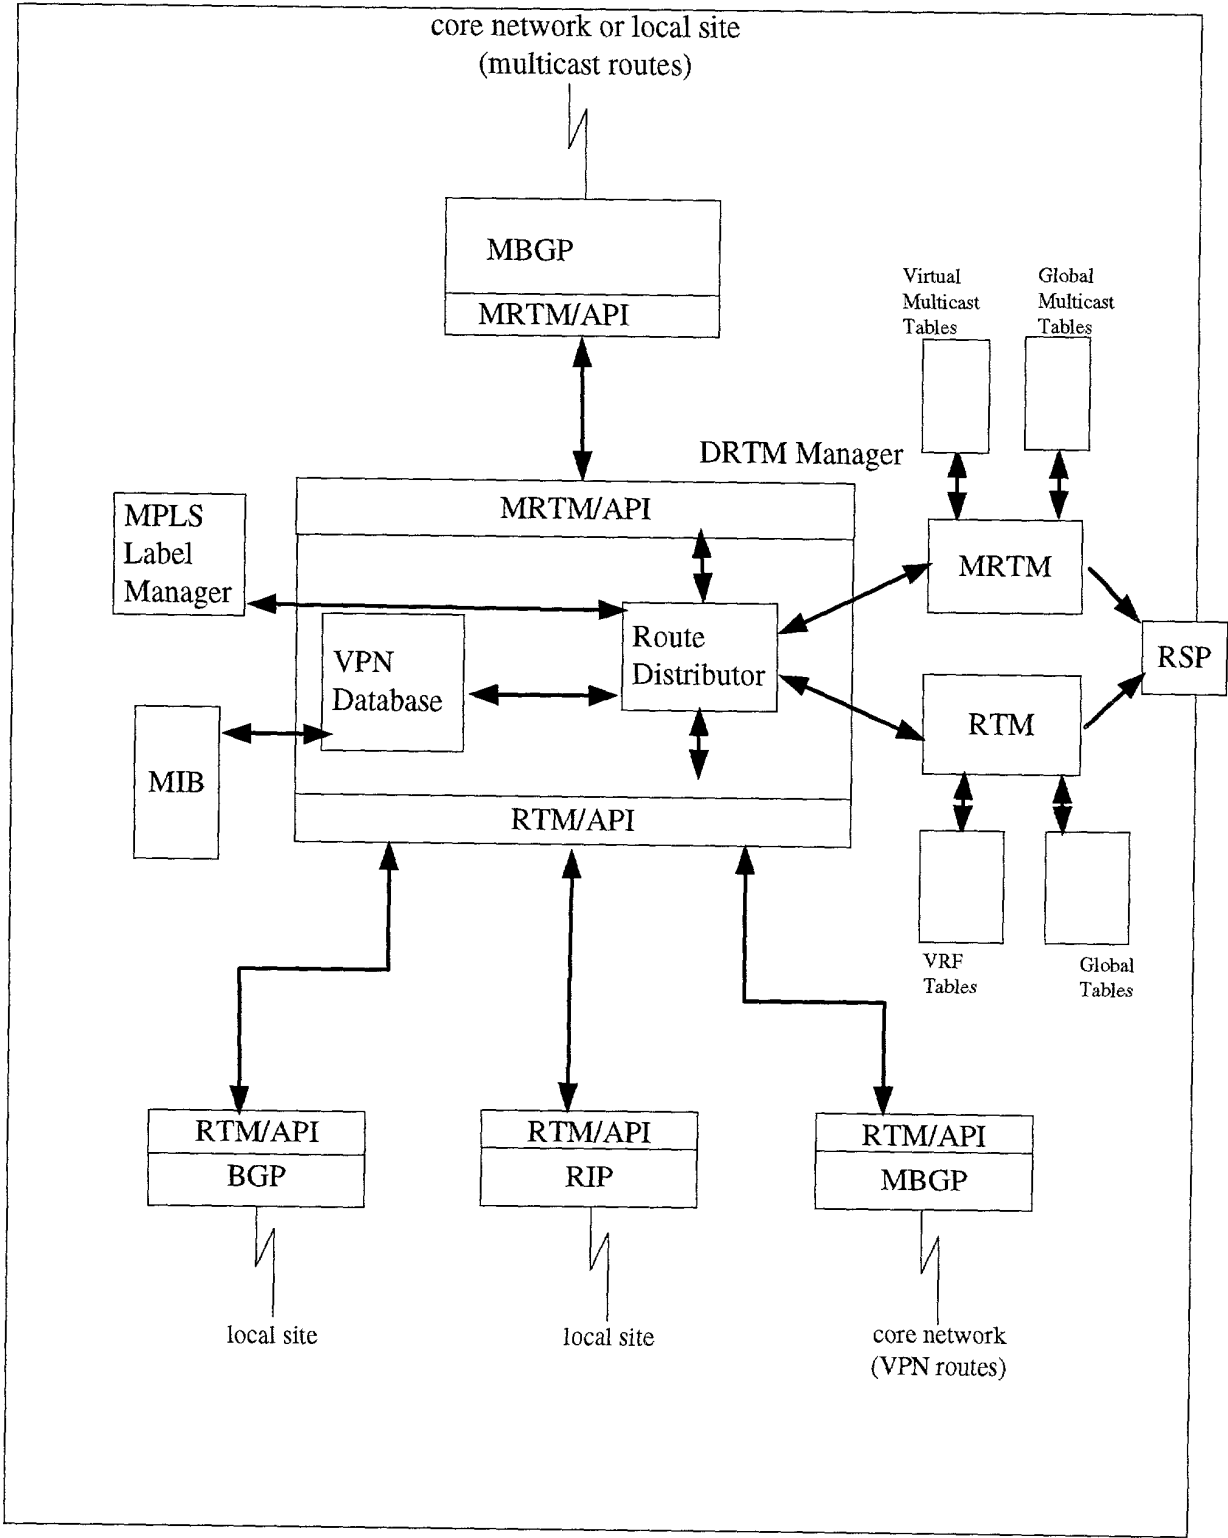 core network or local site
(multicast routes)
MBGP
MRTM/API
Virtual
Multicast
Tables
Global
Multicast
Tables
DRTM Manager
MRTM/API
MPLS
Label
Manager
MRTM
Route
Distributor
VPN
Database
RSP
RTM
MIB
RTM/API
VRF
Tables
Global
Tables
RTM/API
BGP
RTM/API
RIP
RTM/API
MBGP
local site
local site
core network
(VPN routes)